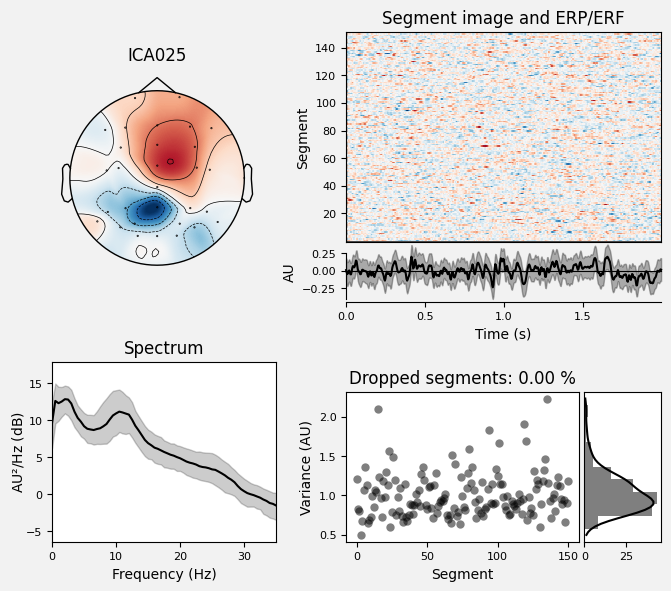 ICA025
Segment image and ERP/ERF
Segment
140
120
100
80
60
40
20
AU
0.25
0.00
−0.25
0.0 0.5 1.0 1.5
Time (s)
Spectrum
AU²/Hz (dB)
15
10
5
0
−5
0 10 20 30
Frequency (Hz)
Dropped segments: 0.00 %
Variance (AU)
2.0
1.5
1.0
0.5
0 50 100 150
Segment
0 25